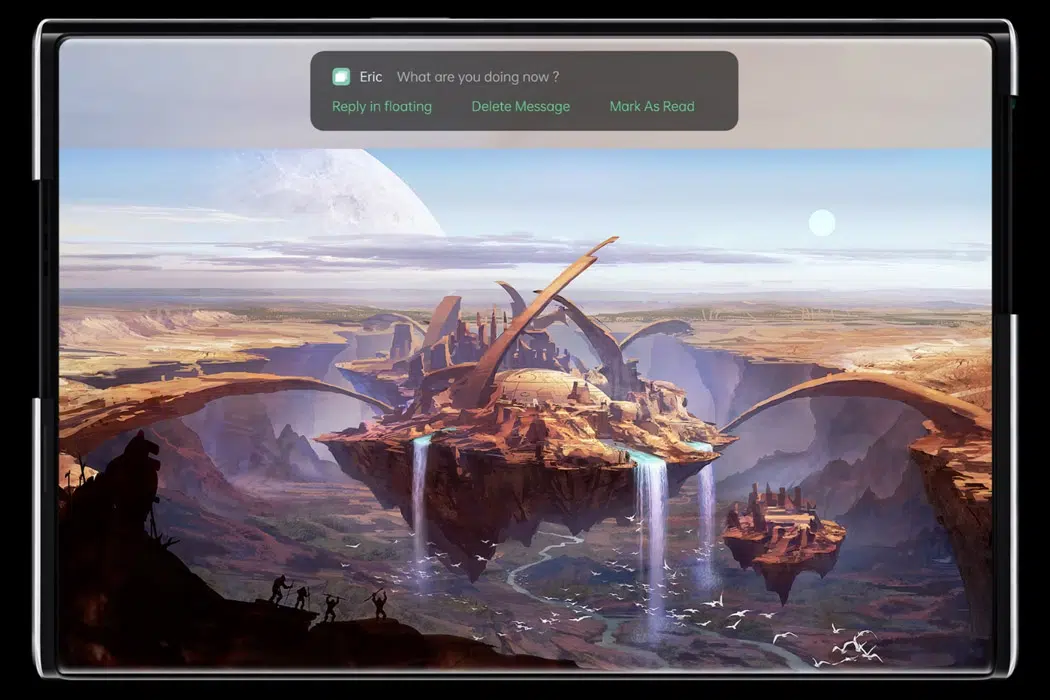 Eric What are you doing now ?
Reply in floating Delete Message Mark As Read